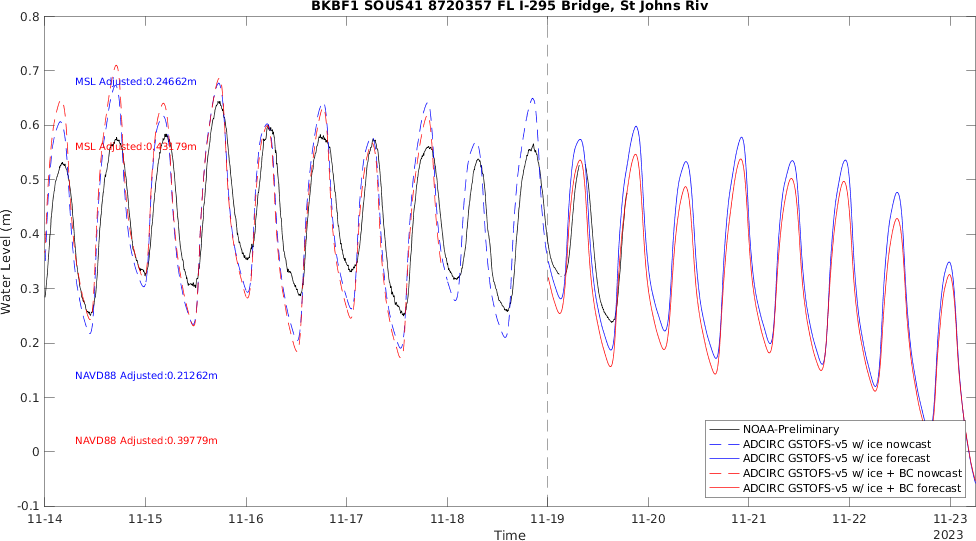 BKBF1 SOUS41 8720357 FL I-295 Bridge, St Johns Riv
0.8
0.7
0.6
0.5
0.4
0.3
0.2
0.1
0
-0.1
Water Level (m)
MSL Adjusted:0.24662m
MSL Adjusted:0.43179m
NAVD88 Adjusted:0.21262m
NAVD88 Adjusted:0.39779m
NOAA-Preliminary
ADCIRC GSTOFS-v5 w/ ice nowcast
ADCIRC GSTOFS-v5 w/ ice forecast
ADCIRC GSTOFS-v5 w/ ice + BC nowcast
ADCIRC GSTOFS-v5 w/ ice + BC forecast
11-14 11-15 11-16 11-17 11-18 11-19 11-20 11-21 11-22 11-23
2023
Time